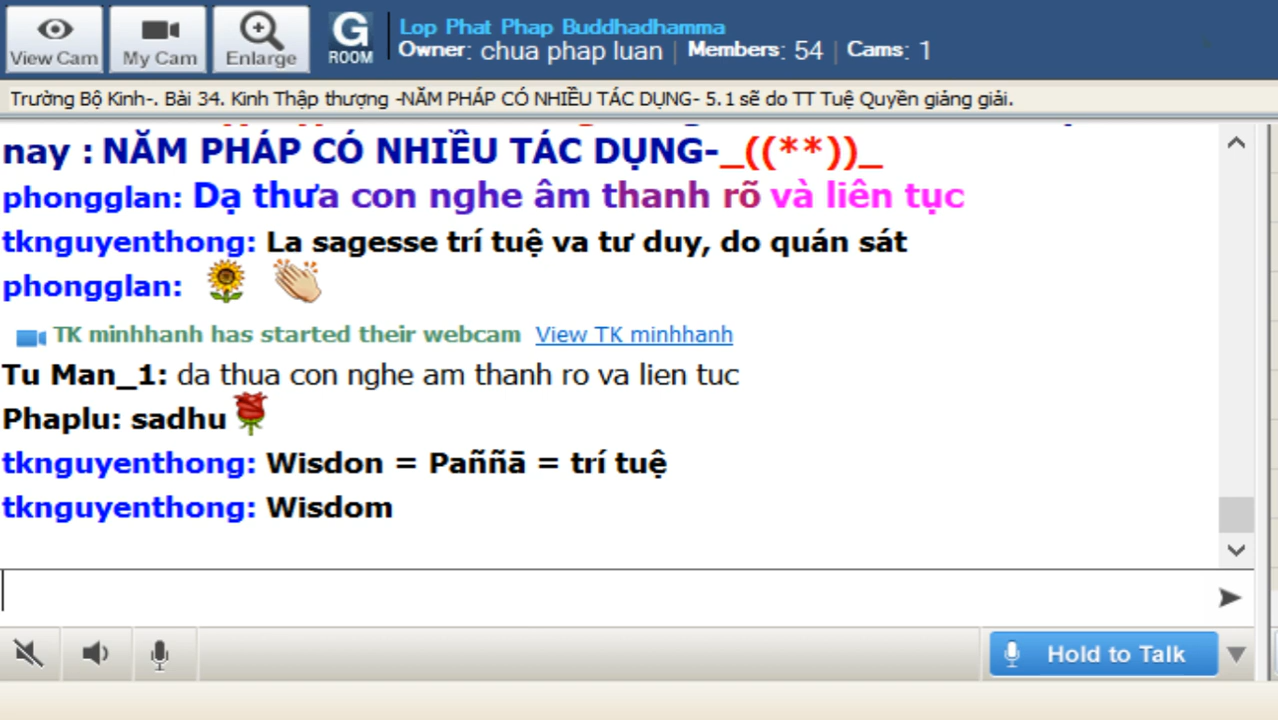 View Cam
My Cam
Enlarge
G
ROOM
Lop Phat Phap Buddhadhamma
Owner: chua phap luan | Members: 54 | Cams: 1
Trường Bộ Kinh-. Bài 34. Kinh Thập thượng -NĂM PHÁP CÓ NHIỀU TÁC DỤNG- 5.1 sẽ do TT Tuệ Quyền giảng giải.
nay : NĂM PHÁP CÓ NHIỀU TÁC DỤNG-_((**))_
phongglan: Dạ thưa con nghe âm thanh rõ và liên tục
tknguyenthong: La sagesse trí tuệ va tư duy, do quán sát
phongglan:
TK minhhanh has started their webcam View TK minhhanh
Tu Man_1: da thua con nghe am thanh ro va lien tuc
Phaplu: sadhu
tknguyenthong: Wisdon = Paññā = trí tuệ
tknguyenthong: Wisdom
Hold to Talk